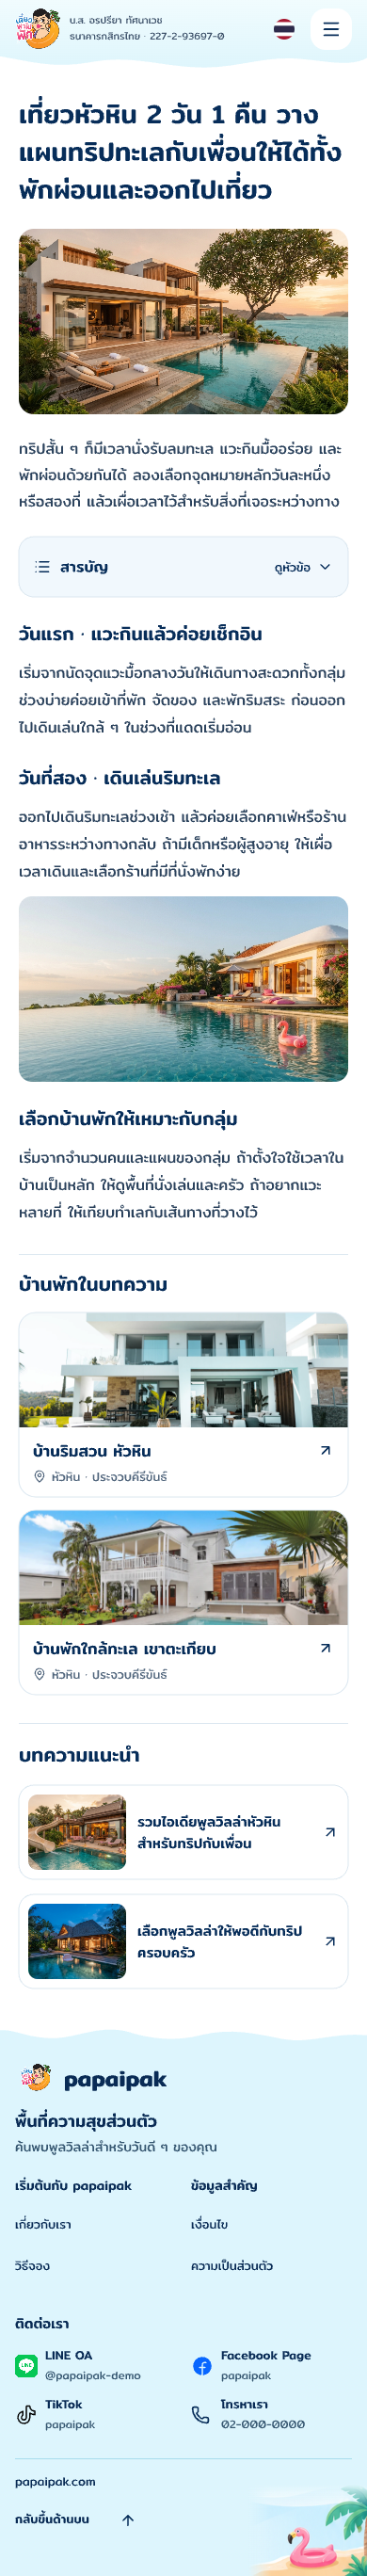 เที่ยว
พามา
พัก
น.ส. อรปรียา ทัศนาเวช
ธนาคารกสิกรไทย · 227-2-93697-0
เที่ยวหัวหิน 2 วัน 1 คืน วาง
แผนทริปทะเลกับเพื่อนให้ได้ทั้ง
พักผ่อนและออกไปเที่ยว
ทริปสั้น ๆ ก็มีเวลานั่งรับลมทะเล แวะกินมื้ออร่อย และ
พักผ่อนด้วยกันได้ ลองเลือกจุดหมายหลักวันละหนึ่ง
หรือสองที่ แล้วเผื่อเวลาไว้สำหรับสิ่งที่เจอระหว่างทาง
สารบัญ
ดูหัวข้อ
วันแรก · แวะกินแล้วค่อยเช็กอิน
เริ่มจากนัดจุดแวะมื้อกลางวันให้เดินทางสะดวกทั้งกลุ่ม
ช่วงบ่ายค่อยเข้าที่พัก จัดของ และพักริมสระ ก่อนออก
ไปเดินเล่นใกล้ ๆ ในช่วงที่แดดเริ่มอ่อน
วันที่สอง · เดินเล่นริมทะเล
ออกไปเดินริมทะเลช่วงเช้า แล้วค่อยเลือกคาเฟ่หรือร้าน
อาหารระหว่างทางกลับ ถ้ามีเด็กหรือผู้สูงอายุ ให้เผื่อ
เวลาเดินและเลือกร้านที่มีที่นั่งพักง่าย
เลือกบ้านพักให้เหมาะกับกลุ่ม
เริ่มจากจำนวนคนและแผนของกลุ่ม ถ้าตั้งใจใช้เวลาใน
บ้านเป็นหลัก ให้ดูพื้นที่นั่งเล่นและครัว ถ้าอยากแวะ
หลายที่ ให้เทียบทำเลกับเส้นทางที่วางไว้
บ้านพักในบทความ
บ้านริมสวน หัวหิน
หัวหิน · ประจวบคีรีขันธ์
บ้านพักใกล้ทะเล เขาตะเกียบ
หัวหิน · ประจวบคีรีขันธ์
บทความแนะนำ
รวมไอเดียพูลวิลล่าหัวหิน
สำหรับทริปกับเพื่อน
เลือกพูลวิลล่าให้พอดีกับทริป
ครอบครัว
papaipak
พื้นที่ความสุขส่วนตัว
ค้นพบพูลวิลล่าสำหรับวันดี ๆ ของคุณ
เริ่มต้นกับ papaipak
ข้อมูลสำคัญ
เกี่ยวกับเรา
เงื่อนไข
วิธีจอง
ความเป็นส่วนตัว
ติดต่อเรา
LINE OA
@papaipak-demo
Facebook Page
papaipak
TikTok
papaipak
โทรหาเรา
02-000-0000
papaipak.com
กลับขึ้นด้านบน